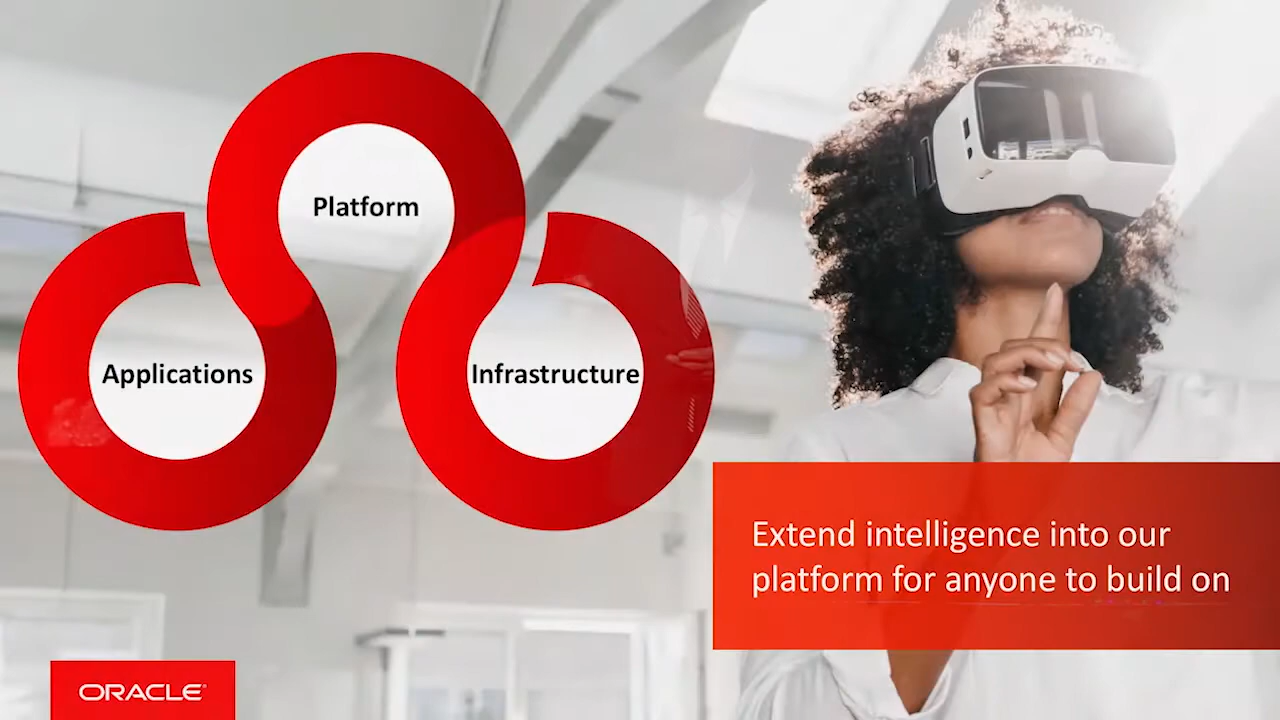 Platform
Applications
Infrastructure
Extend intelligence into our
platform for anyone to build on
ORACLE®